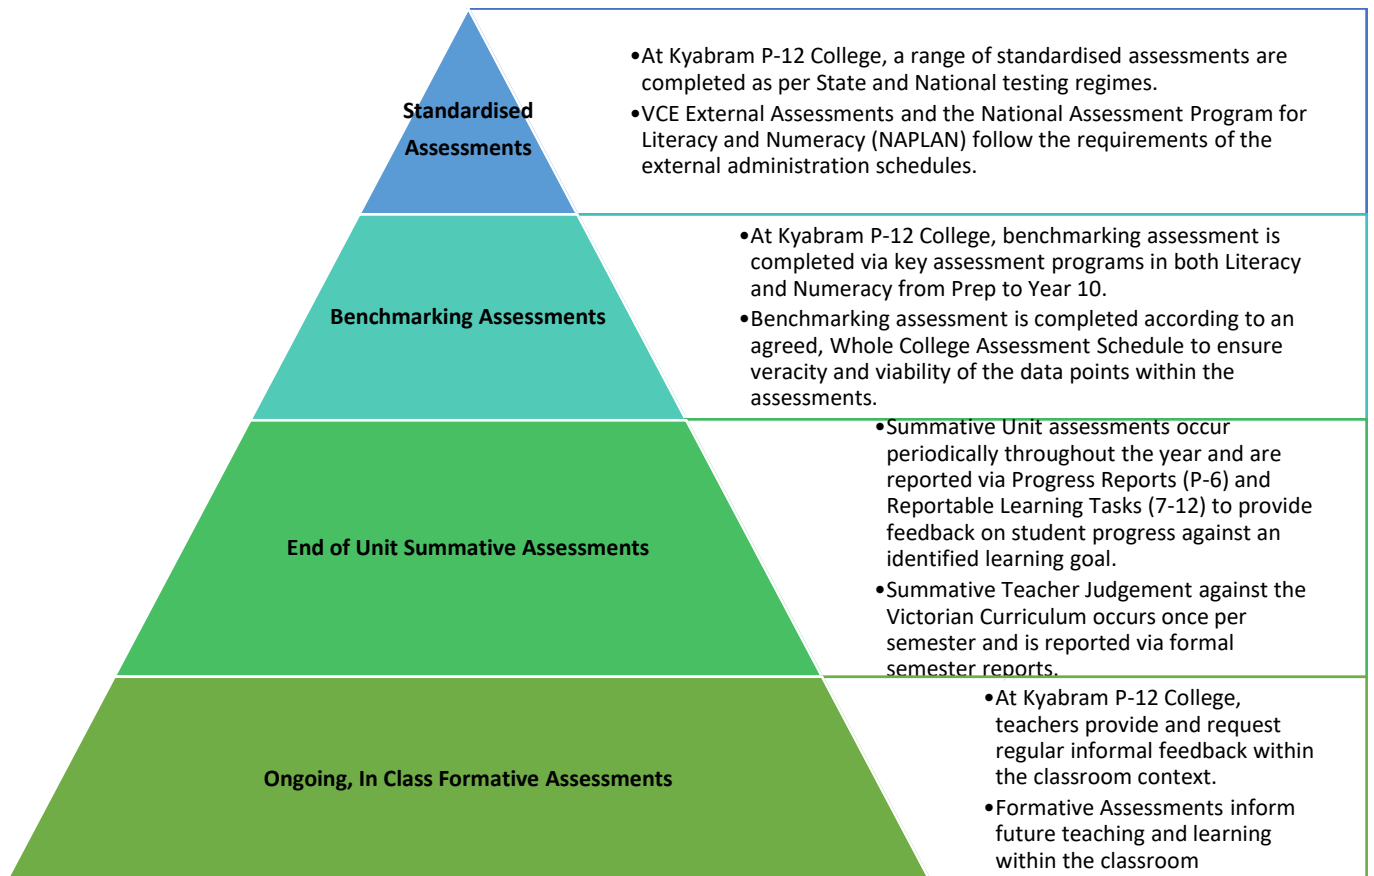 Standardised
Assessments
•At Kyabram P-12 College, a range of standardised assessments are
completed as per State and National testing regimes.
•VCE External Assessments and the National Assessment Program for
Literacy and Numeracy (NAPLAN) follow the requirements of the
external administration schedules.
Benchmarking Assessments
•At Kyabram P-12 College, benchmarking assessment is
completed via key assessment programs in both Literacy
and Numeracy from Prep to Year 10.
•Benchmarking assessment is completed according to an
agreed, Whole College Assessment Schedule to ensure
veracity and viability of the data points within the
assessments.
End of Unit Summative Assessments
•Summative Unit assessments occur
periodically throughout the year and are
reported via Progress Reports (P-6) and
Reportable Learning Tasks (7-12) to provide
feedback on student progress against an
identified learning goal.
•Summative Teacher Judgement against the
Victorian Curriculum occurs once per
semester and is reported via formal
semester reports.
Ongoing, In Class Formative Assessments
•At Kyabram P-12 College,
teachers provide and request
regular informal feedback within
the classroom context.
•Formative Assessments inform
future teaching and learning
within the classroom